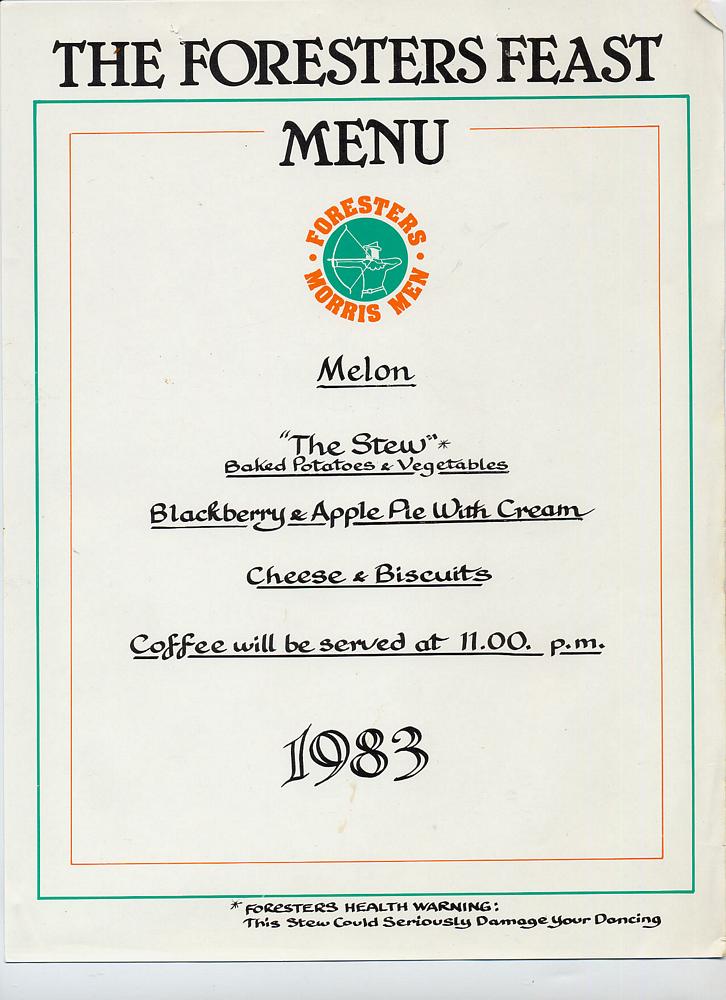 THE FORESTERS FEAST
MENU
FORESTERS
MORRIS MEN
Melon
"The Stew"*
Baked Potatoes & Vegetables
Blackberry & Apple Pie With Cream
Cheese & Biscuits
Coffee will be served at 11.00. p.m.
1983
* FORESTERS HEALTH WARNING:
This Stew Could Seriously Damage Your Dancing